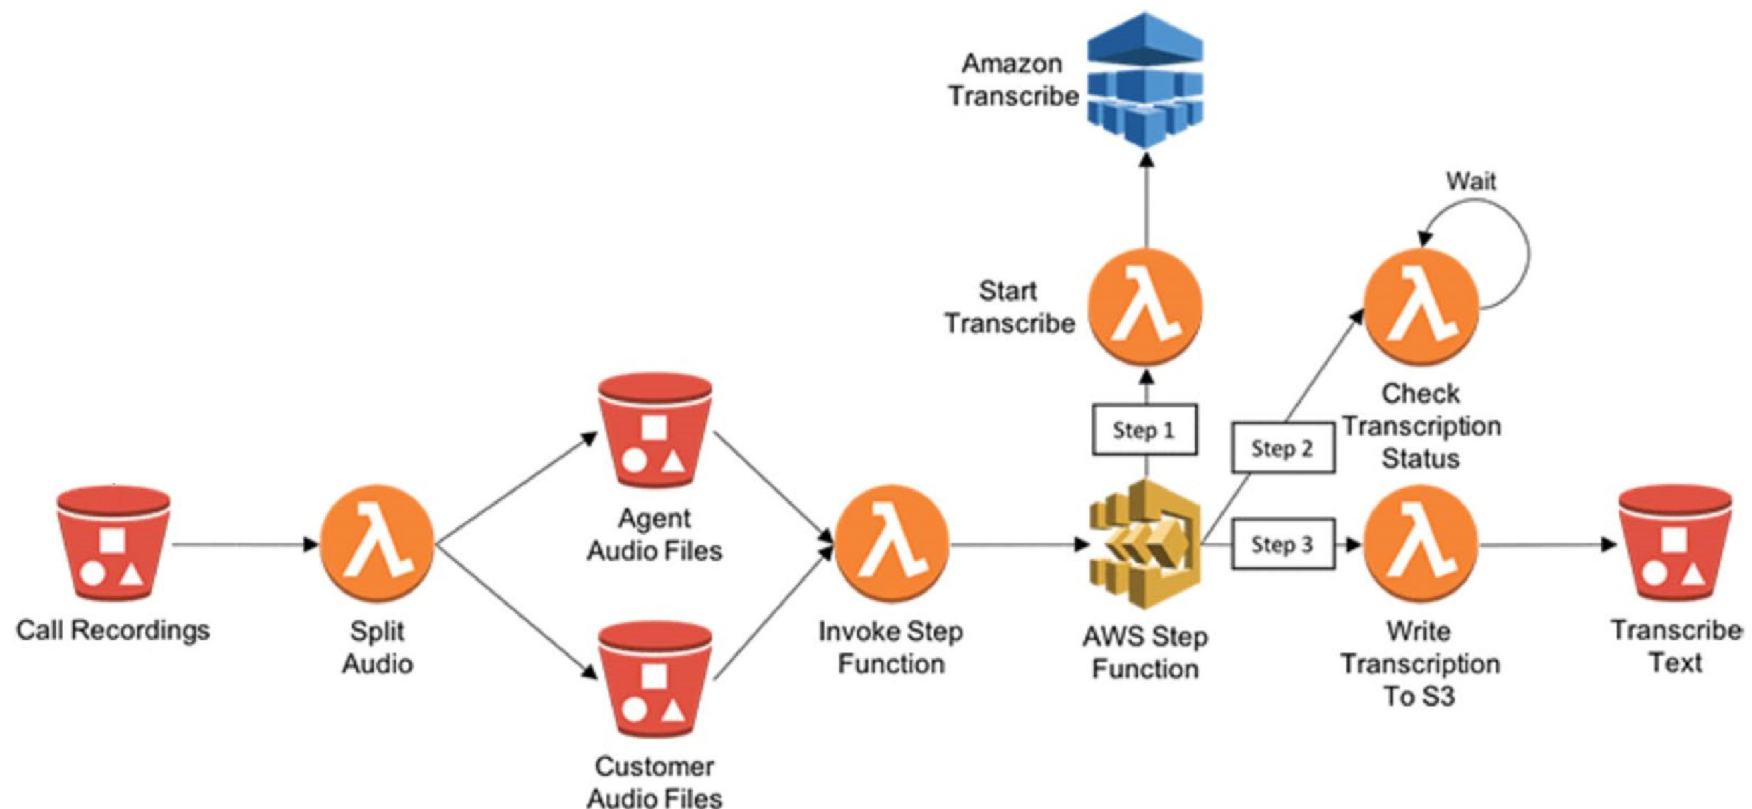 Amazon
Transcribe
Wait
Start
Transcribe
Check
Transcription
Status
Step 1
Step 2
Step 3
Agent
Audio Files
Call Recordings
Split
Audio
Invoke Step
Function
AWS Step
Function
Write
Transcription
To S3
Transcribe
Text
Customer
Audio Files